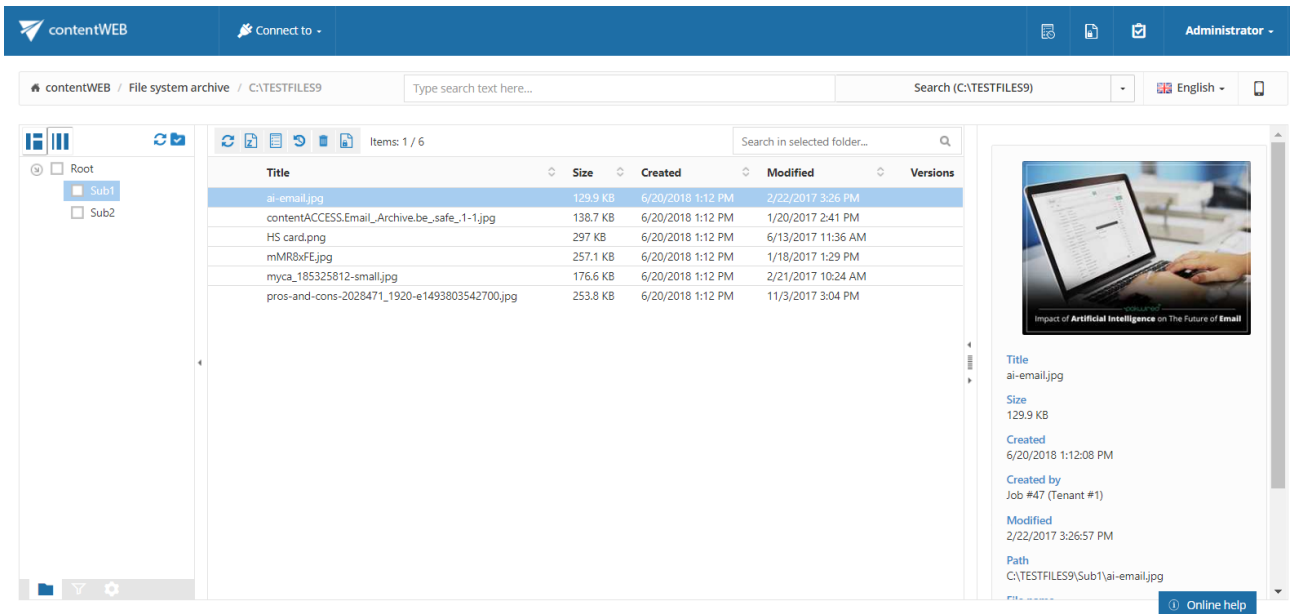 contentWEB
Connect to
Administrator
contentWEB / File system archive / C:\TESTFILES9
Type search text here...
Search (C:\TESTFILES9)
English
Items: 1 / 6
Search in selected folder...
Root
Sub1
Sub2
Title Size Created Modified Versions
ai-email.jpg 129.9 KB 6/20/2018 1:12 PM 2/22/2017 3:26 PM
contentACCESS.Email_Archive.be_safe_.1-1.jpg 138.7 KB 6/20/2018 1:12 PM 1/20/2017 2:41 PM
HS card.png 297 KB 6/20/2018 1:12 PM 6/13/2017 11:36 AM
mMR8xFE.jpg 257.1 KB 6/20/2018 1:12 PM 1/18/2017 1:29 PM
myca_185325812-small.jpg 176.6 KB 6/20/2018 1:12 PM 2/21/2017 10:24 AM
pros-and-cons-2028471_1920-e1493803542700.jpg 253.8 KB 6/20/2018 1:12 PM 11/3/2017 3:04 PM
Impact of Artificial Intelligence on The Future of Email
Title
ai-email.jpg
Size
129.9 KB
Created
6/20/2018 1:12:08 PM
Created by
Job #47 (Tenant #1)
Modified
2/22/2017 3:26:57 PM
Path
C:\TESTFILES9\Sub1\ai-email.jpg
File name
Online help